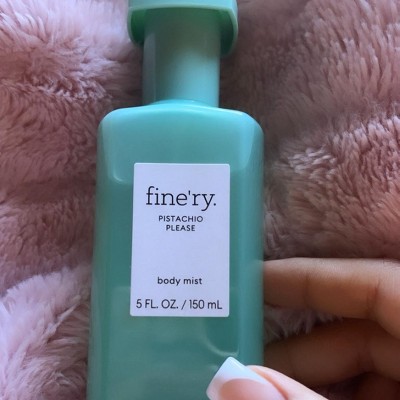 fine'ry.
PISTACHIO
PLEASE
body mist
5 FL. OZ. / 150 mL